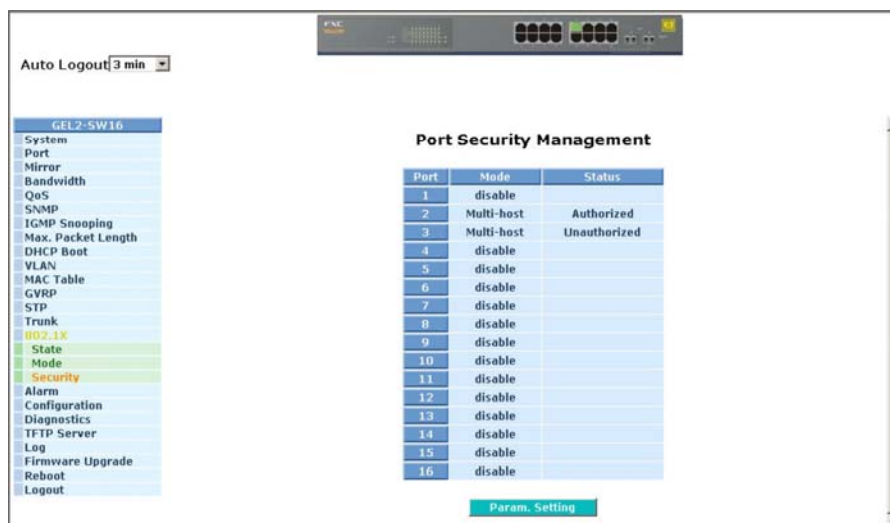 FXC
Auto Logout 3 min
GEL2-SW16
System
Port
Mirror
Bandwidth
QoS
SNMP
IGMP Snooping
Max. Packet Length
DHCP Boot
VLAN
MAC Table
GVRP
STP
Trunk
802.1X
State
Mode
Security
Alarm
Configuration
Diagnostics
TFTP Server
Log
Firmware Upgrade
Reboot
Logout
Port Security Management
Port Mode Status
1 disable
2 Multi-host Authorized
3 Multi-host Unauthorized
4 disable
5 disable
6 disable
7 disable
8 disable
9 disable
10 disable
11 disable
12 disable
13 disable
14 disable
15 disable
16 disable
Param. Setting